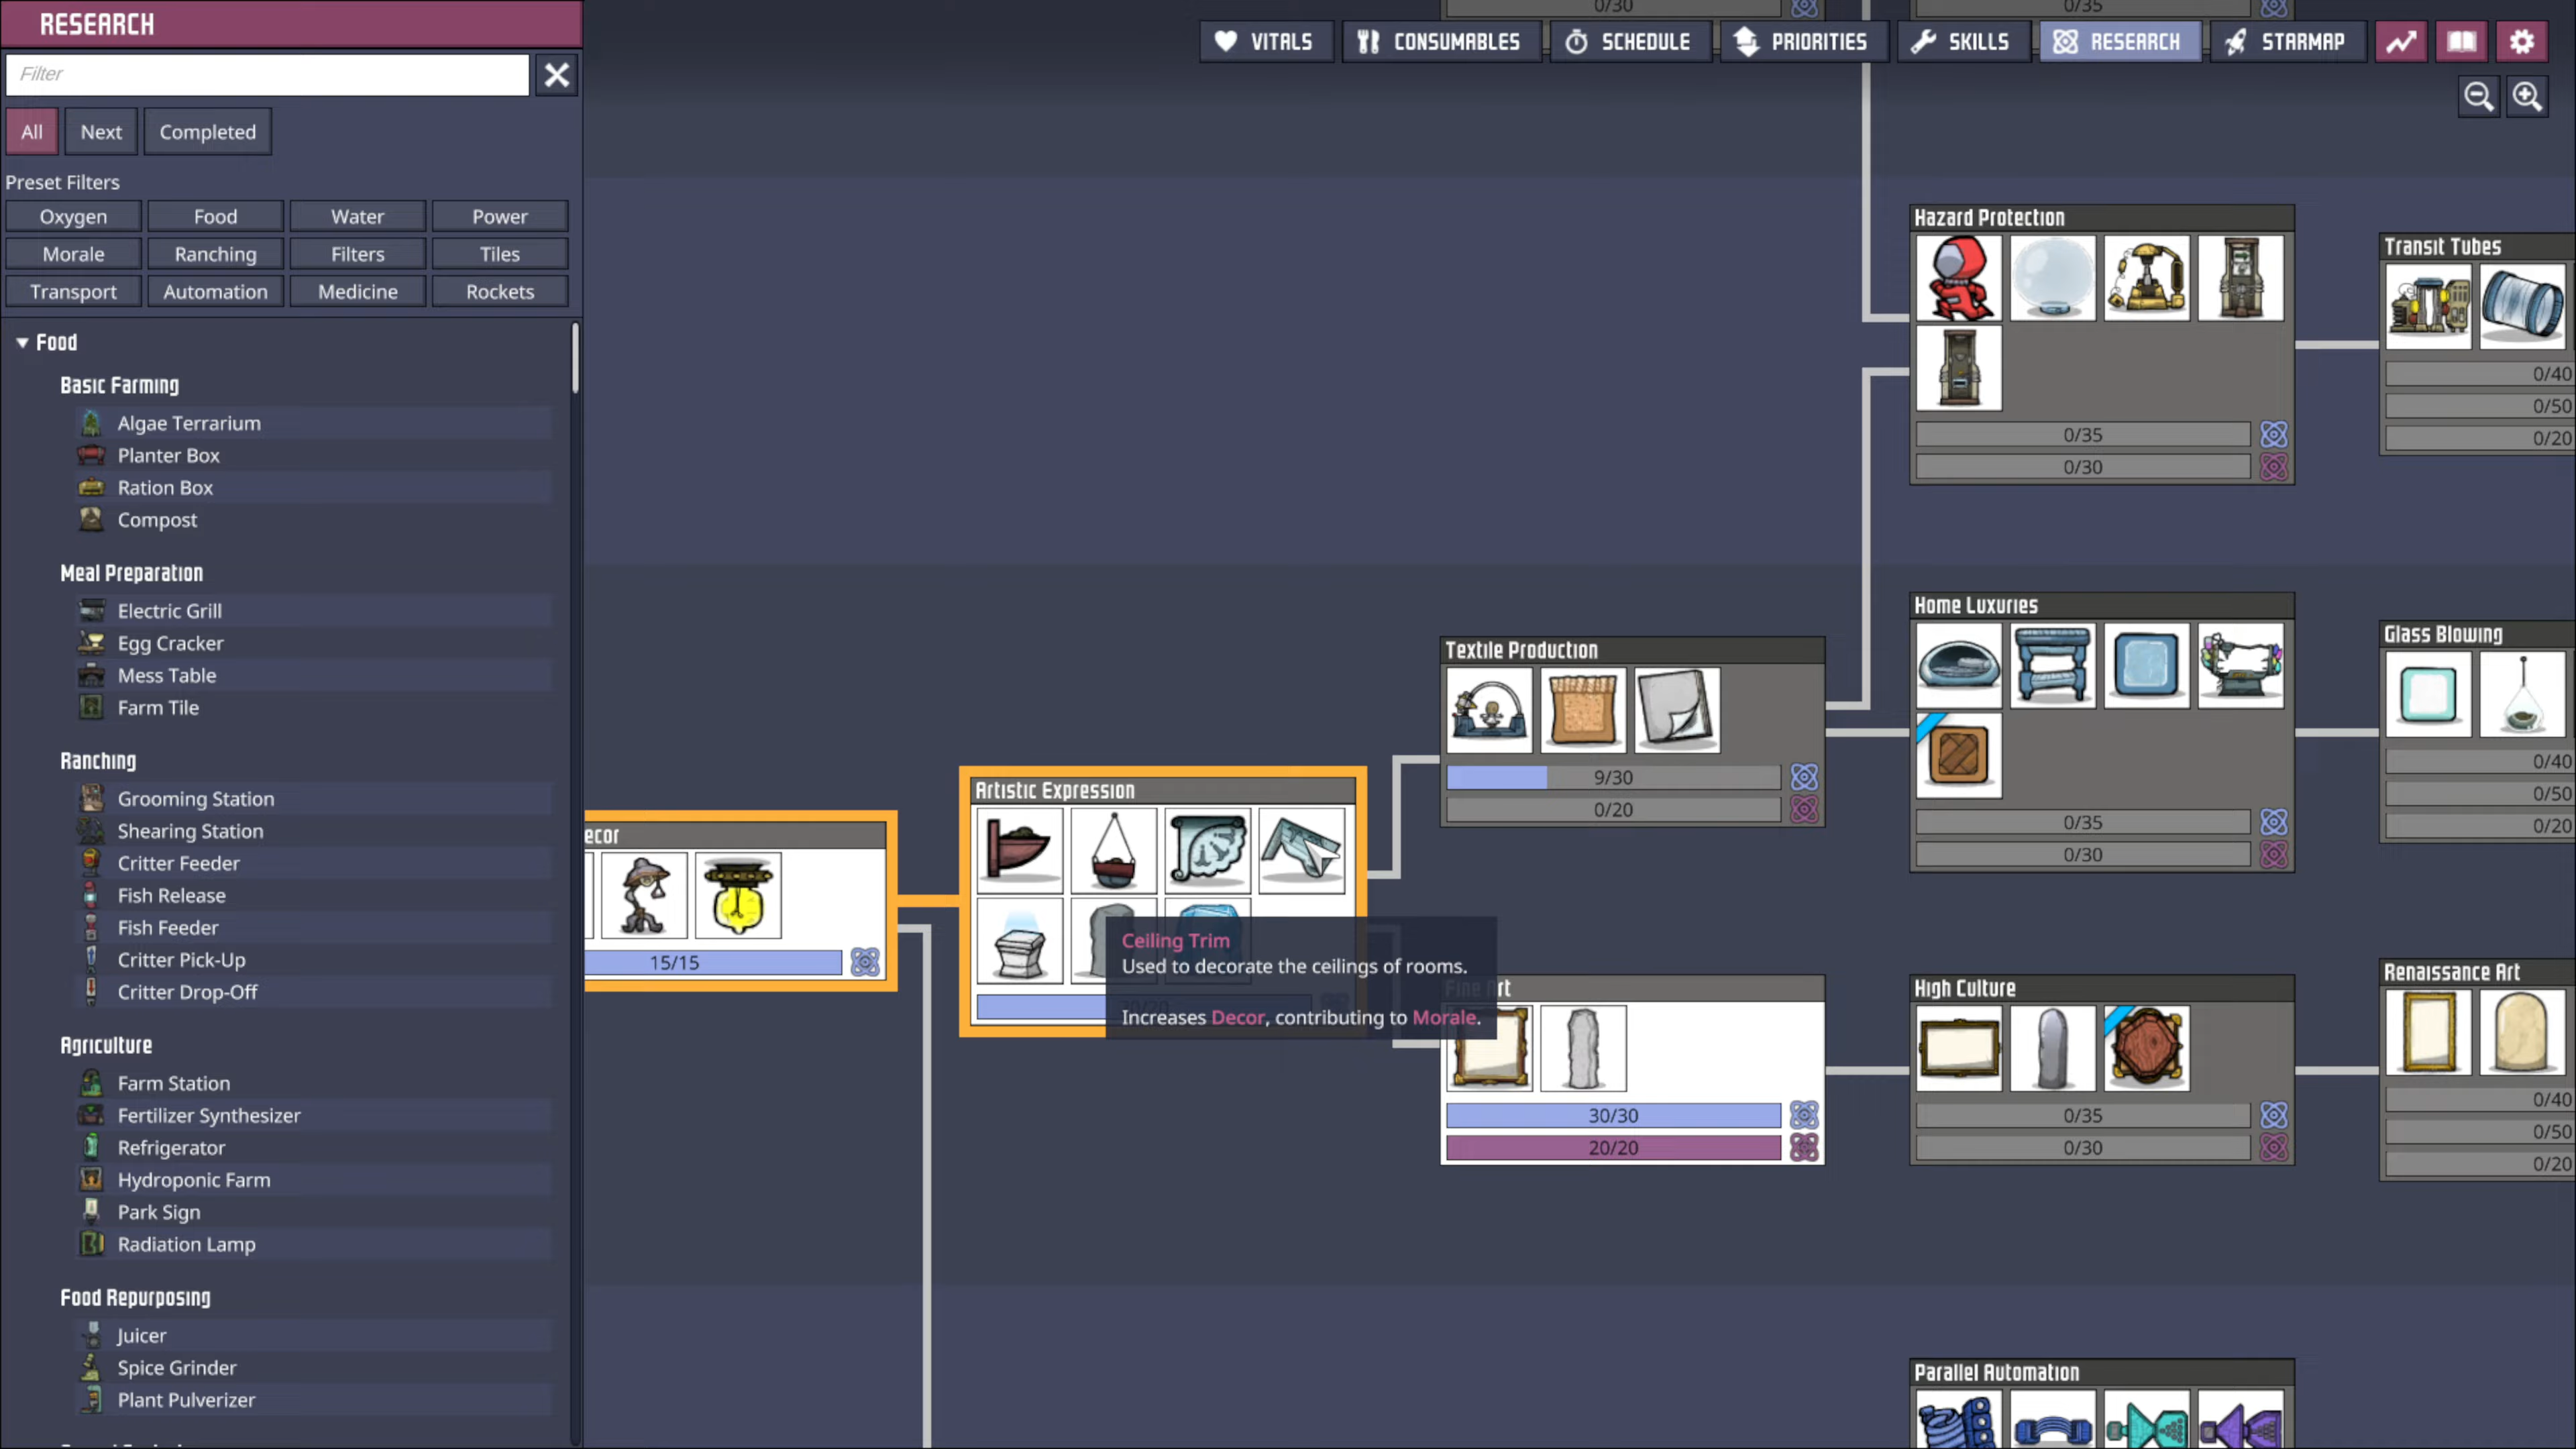 RESEARCH
Filter
All Next Completed
Preset Filters
Oxygen Food Water Power
Morale Ranching Filters Tiles
Transport Automation Medicine Rockets
Food
Basic Farming
Algae Terrarium
Planter Box
Ration Box
Compost
Meal Preparation
Electric Grill
Egg Cracker
Mess Table
Farm Tile
Ranching
Grooming Station
Shearing Station
Critter Feeder
Fish Release
Fish Feeder
Critter Pick-Up
Critter Drop-Off
Agriculture
Farm Station
Fertilizer Synthesizer
Refrigerator
Hydroponic Farm
Park Sign
Radiation Lamp
Food Repurposing
Juicer
Spice Grinder
Plant Pulverizer
VITALS CONSUMABLES SCHEDULE PRIORITIES SKILLS RESEARCH STARMAP
0/30
0/35
ecor
15/15
Artistic Expression
Ceiling Trim
Used to decorate the ceilings of rooms.
Increases Decor, contributing to Morale.
Textile Production
9/30
0/20
Fine Art
30/30
20/20
Hazard Protection
0/35
0/30
Home Luxuries
0/35
0/30
High Culture
0/35
0/30
Parallel Automation
Transit Tubes
0/40
0/50
0/20
Glass Blowing
0/40
0/50
0/20
Renaissance Art
0/40
0/50
0/20